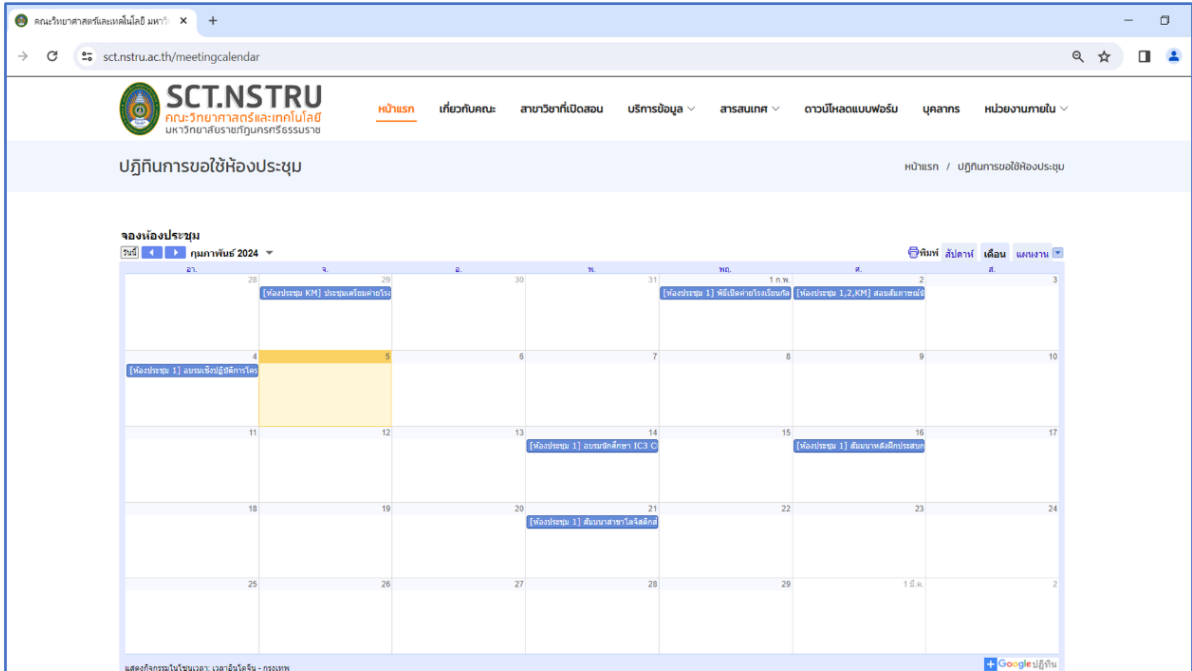 คณะวิทยาศาสตร์และเทคโนโลยี มหาวิ
sct.nstru.ac.th/meetingcalendar
SCT.NSTRU
คณะวิทยาศาสตร์และเทคโนโลยี
มหาวิทยาลัยราชภัฏนครศรีธรรมราช
หน้าแรก เกี่ยวกับคณะ สาขาวิชาที่เปิดสอน บริการข้อมูล สารสนเทศ ดาวน์โหลดแบบฟอร์ม บุคลากร หน่วยงานภายใน
ปฏิทินการขอใช้ห้องประชุม
หน้าแรก / ปฏิทินการขอใช้ห้องประชุม
จองห้องประชุม
วันนี้ กุมภาพันธ์ 2024 พิมพ์ สัปดาห์ เดือน แผนงาน
อา. จ. อ. พ. พฤ. ศ. ส.
28 29 30 31 1 ก.พ. 2 3
[ห้องประชุม KM] ประชุมเตรียมค่ายโรง [ห้องประชุม 1] พิธีเปิดค่ายโรงเรียนกัล [ห้องประชุม 1,2,KM] สอบสัมภาษณ์
4 5 6 7 8 9 10
[ห้องประชุม 1] อบรมเชิงปฏิบัติการโคร
11 12 13 14 15 16 17
[ห้องประชุม 1] อบรมนักศึกษา IC3 C [ห้องประชุม 1] สัมมนาหลังฝึกประสบก
18 19 20 21 22 23 24
[ห้องประชุม 1] สัมมนาสาขาโลจิสติกส์
25 26 27 28 29 1 มี.ค. 2
แสดงกิจกรรมในโซนเวลา: เวลาอินโดจีน - กรุงเทพ
Google ปฏิทิน